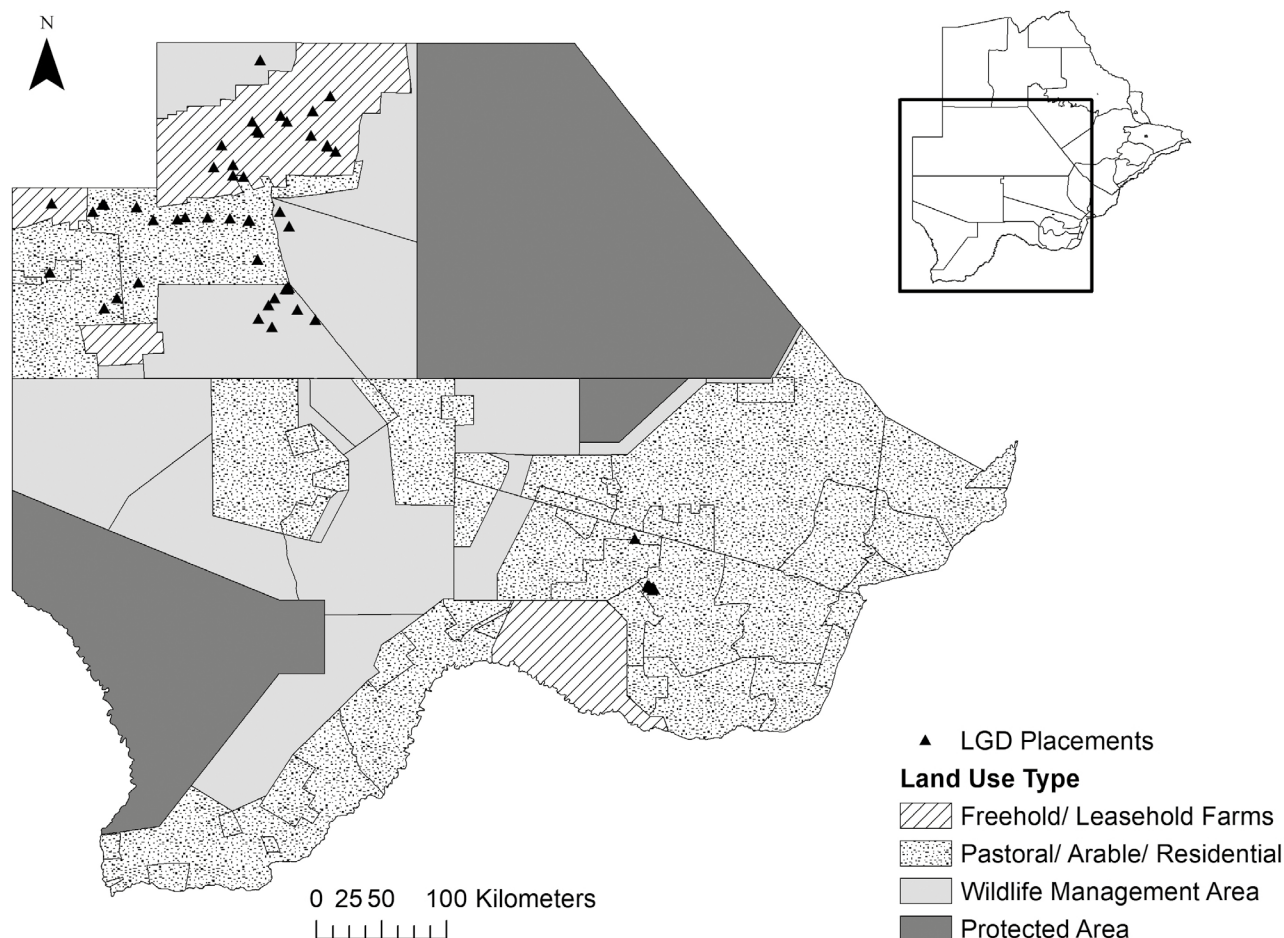 N
LGD Placements
Land Use Type
Freehold/ Leasehold Farms
Pastoral/ Arable/ Residential
Wildlife Management Area
Protected Area
0 25 50 100 Kilometers